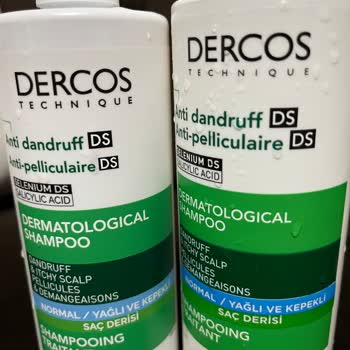 DERCOS
TECHNIQUE
Anti dandruff DS
Anti-pelliculaire DS
SELENIUM DS
SALICYLIC ACID
DERMATOLOGICAL
SHAMPOO
DANDRUFF
& ITCHY SCALP
PELLICULES
& DEMANGEAISONS
NORMAL / YAĞLI VE KEPEKLİ
SAÇ DERİSİ
SHAMPOOING
TRAITANT
DERCOS
TECHNIQUE
Anti dandruff DS
Anti-pelliculaire DS
SELENIUM DS
SALICYLIC ACID
DERMATOLOGICAL
SHAMPOO
DANDRUFF
& ITCHY SCALP
PELLICULES
& DEMANGEAISONS
NORMAL / YAĞLI VE KEPEKLİ
SAÇ DERİSİ
SHAMPOOING
TRAITANT